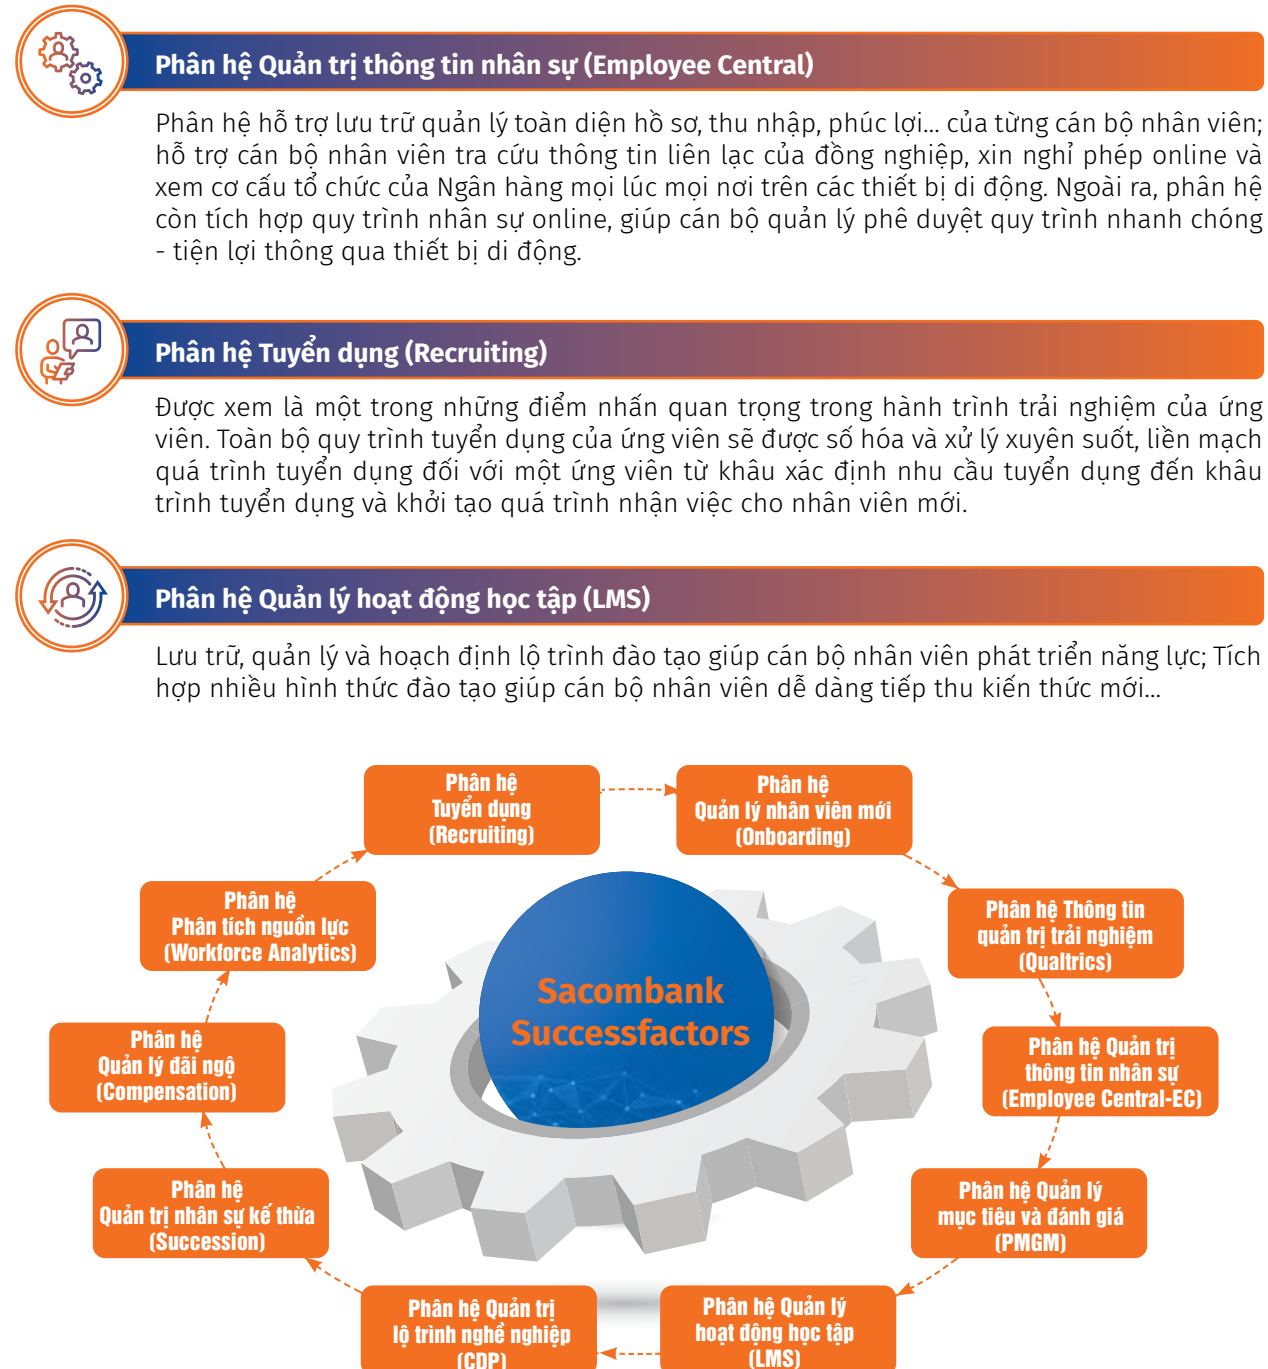 Phân hệ Quản trị thông tin nhân sự (Employee Central)
Phân hệ hỗ trợ lưu trữ quản lý toàn diện hồ sơ, thu nhập, phúc lợi... của từng cán bộ nhân viên;
hỗ trợ cán bộ nhân viên tra cứu thông tin liên lạc của đồng nghiệp, xin nghỉ phép online và
xem cơ cấu tổ chức của Ngân hàng mọi lúc mọi nơi trên các thiết bị di động. Ngoài ra, phân hệ
còn tích hợp quy trình nhân sự online, giúp cán bộ quản lý phê duyệt quy trình nhanh chóng
- tiện lợi thông qua thiết bị di động.
Phân hệ Tuyển dụng (Recruiting)
Được xem là một trong những điểm nhấn quan trọng trong hành trình trải nghiệm của ứng
viên. Toàn bộ quy trình tuyển dụng của ứng viên sẽ được số hóa và xử lý xuyên suốt, liền mạch
quá trình tuyển dụng đối với một ứng viên từ khâu xác định nhu cầu tuyển dụng đến khâu
trình tuyển dụng và khởi tạo quá trình nhận việc cho nhân viên mới.
Phân hệ Quản lý hoạt động học tập (LMS)
Lưu trữ, quản lý và hoạch định lộ trình đào tạo giúp cán bộ nhân viên phát triển năng lực; Tích
hợp nhiều hình thức đào tạo giúp cán bộ nhân viên dễ dàng tiếp thu kiến thức mới...
Phân hệ
Tuyển dụng
(Recruiting)
Phân hệ
Quản lý nhân viên mới
(Onboarding)
Phân hệ Thông tin
quản trị trải nghiệm
(Qualtrics)
Phân hệ Quản trị
thông tin nhân sự
(Employee Central-EC)
Phân hệ Quản lý
mục tiêu và đánh giá
(PMGM)
Phân hệ Quản lý
hoạt động học tập
(LMS)
Phân hệ Quản trị
lộ trình nghề nghiệp
(CDP)
Phân hệ
Quản trị nhân sự kế thừa
(Succession)
Phân hệ
Quản lý đãi ngộ
(Compensation)
Phân hệ
Phân tích nguồn lực
(Workforce Analytics)
Sacombank
Successfactors